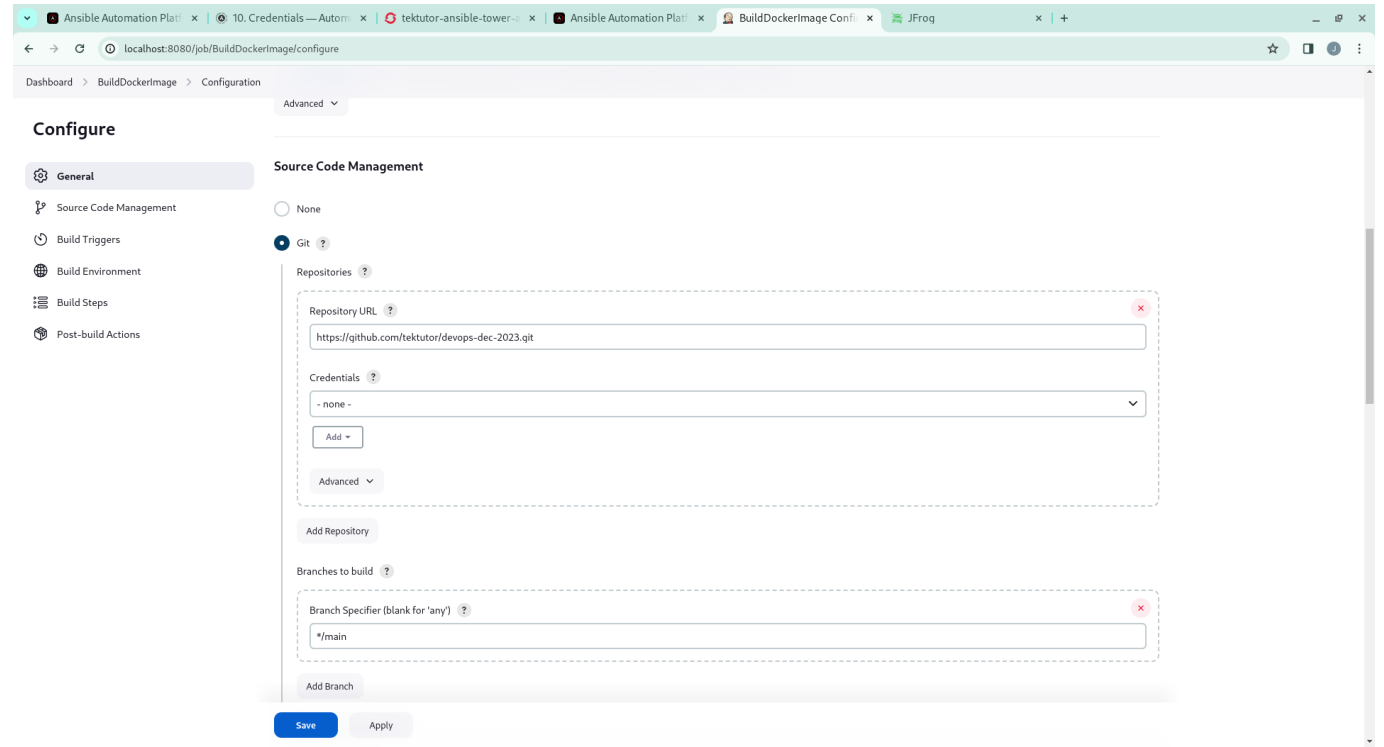 Ansible Automation Platf
10. Credentials — Autom
tektutor-ansible-tower-a
Ansible Automation Platf
BuildDockerImage Config
JFrog
localhost:8080/job/BuildDockerImage/configure
J
Dashboard > BuildDockerImage > Configuration
Advanced
Configure
General
Source Code Management
Build Triggers
Build Environment
Build Steps
Post-build Actions
Source Code Management
None
Git ?
Repositories ?
Repository URL ?
https://github.com/tektutor/devops-dec-2023.git
Credentials ?
- none -
Add
Advanced
Add Repository
Branches to build ?
Branch Specifier (blank for 'any') ?
*/main
Add Branch
Save
Apply